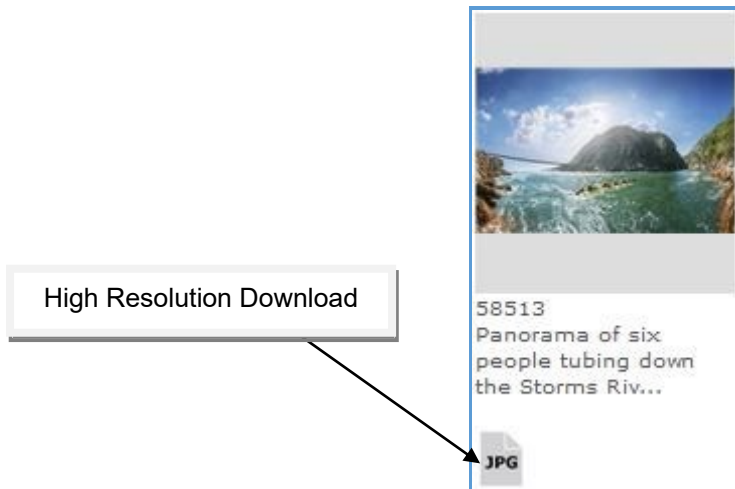 High Resolution Download
58513
Panorama of six
people tubing down
the Storms Riv...
JPG